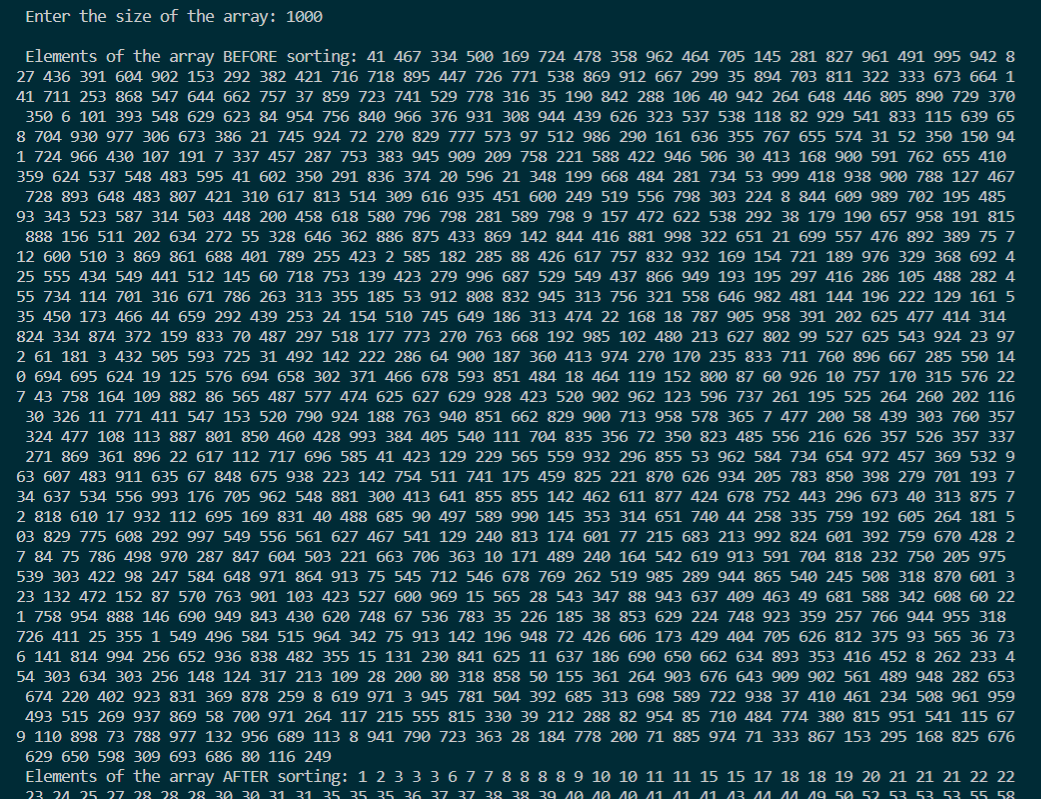 Enter the size of the array: 1000
Elements of the array BEFORE sorting: 41 467 334 500 169 724 478 358 962 464 705 145 281 827 961 491 995 942 8
27 436 391 604 902 153 292 382 421 716 718 895 447 726 771 538 869 912 667 299 35 894 703 811 322 333 673 664 1
41 711 253 868 547 644 662 757 37 859 723 741 529 778 316 35 190 842 288 106 40 942 264 648 446 805 890 729 370
350 6 101 393 548 629 623 84 954 756 840 966 376 931 308 944 439 626 323 537 538 118 82 929 541 833 115 639 65
8 704 930 977 306 673 386 21 745 924 72 270 829 777 573 97 512 986 290 161 636 355 767 655 574 31 52 350 150 94
1 724 966 430 107 191 7 337 457 287 753 383 945 909 209 758 221 588 422 946 506 30 413 168 900 591 762 655 410
359 624 537 548 483 595 41 602 350 291 836 374 20 596 21 348 199 668 484 281 734 53 999 418 938 900 788 127 467
728 893 648 483 807 421 310 617 813 514 309 616 935 451 600 249 519 556 798 303 224 8 844 609 989 702 195 485
93 343 523 587 314 503 448 200 458 618 580 796 798 281 589 798 9 157 472 622 538 292 38 179 190 657 958 191 815
888 156 511 202 634 272 55 328 646 362 886 875 433 869 142 844 416 881 998 322 651 21 699 557 476 892 389 75 7
12 600 510 3 869 861 688 401 789 255 423 2 585 182 285 88 426 617 757 832 932 169 154 721 189 976 329 368 692 4
25 555 434 549 441 512 145 60 718 753 139 423 279 996 687 529 549 437 866 949 193 195 297 416 286 105 488 282 4
55 734 114 701 316 671 786 263 313 355 185 53 912 808 832 945 313 756 321 558 646 982 481 144 196 222 129 161 5
35 450 173 466 44 659 292 439 253 24 154 510 745 649 186 313 474 22 168 18 787 905 958 391 202 625 477 414 314
824 334 874 372 159 833 70 487 297 518 177 773 270 763 668 192 985 102 480 213 627 802 99 527 625 543 924 23 97
2 61 181 3 432 505 593 725 31 492 142 222 286 64 900 187 360 413 974 270 170 235 833 711 760 896 667 285 550 14
0 694 695 624 19 125 576 694 658 302 371 466 678 593 851 484 18 464 119 152 800 87 60 926 10 757 170 315 576 22
7 43 758 164 109 882 86 565 487 577 474 625 627 629 928 423 520 902 962 123 596 737 261 195 525 264 260 202 116
30 326 11 771 411 547 153 520 790 924 188 763 940 851 662 829 900 713 958 578 365 7 477 200 58 439 303 760 357
324 477 108 113 887 801 850 460 428 993 384 405 540 111 704 835 356 72 350 823 485 556 216 626 357 526 357 337
271 869 361 896 22 617 112 717 696 585 41 423 129 229 565 559 932 296 855 53 962 584 734 654 972 457 369 532 9
63 607 483 911 635 67 848 675 938 223 142 754 511 741 175 459 825 221 870 626 934 205 783 850 398 279 701 193 7
34 637 534 556 993 176 705 962 548 881 300 413 641 855 855 142 462 611 877 424 678 752 443 296 673 40 313 875 7
2 818 610 17 932 112 695 169 831 40 488 685 90 497 589 990 145 353 314 651 740 44 258 335 759 192 605 264 181 5
03 829 775 608 292 997 549 556 561 627 467 541 129 240 813 174 601 77 215 683 213 992 824 601 392 759 670 428 2
7 84 75 786 498 970 287 847 604 503 221 663 706 363 10 171 489 240 164 542 619 913 591 704 818 232 750 205 975
539 303 422 98 247 584 648 971 864 913 75 545 712 546 678 769 262 519 985 289 944 865 540 245 508 318 870 601 3
23 132 472 152 87 570 763 901 103 423 527 600 969 15 565 28 543 347 88 943 637 409 463 49 681 588 342 608 60 22
1 758 954 888 146 690 949 843 430 620 748 67 536 783 35 226 185 38 853 629 224 748 923 359 257 766 944 955 318
726 411 25 355 1 549 496 584 515 964 342 75 913 142 196 948 72 426 606 173 429 404 705 626 812 375 93 565 36 73
6 141 814 994 256 652 936 838 482 355 15 131 230 841 625 11 637 186 690 650 662 634 893 353 416 452 8 262 233 4
54 303 634 303 256 148 124 317 213 109 28 200 80 318 858 50 155 361 264 903 676 643 909 902 561 489 948 282 653
674 220 402 923 831 369 878 259 8 619 971 3 945 781 504 392 685 313 698 589 722 938 37 410 461 234 508 961 959
493 515 269 937 869 58 700 971 264 117 215 555 815 330 39 212 288 82 954 85 710 484 774 380 815 951 541 115 67
9 110 898 73 788 977 132 956 689 113 8 941 790 723 363 28 184 778 200 71 885 974 71 333 867 153 295 168 825 676
629 650 598 309 693 686 80 116 249
Elements of the array AFTER sorting: 1 2 3 3 3 6 7 7 8 8 8 8 9 10 10 11 11 15 15 17 18 18 19 20 21 21 21 22 22
23 24 25 27 28 28 28 30 30 31 31 35 35 35 36 37 37 38 38 39 40 40 40 41 41 41 43 44 44 49 50 52 53 53 53 55 58